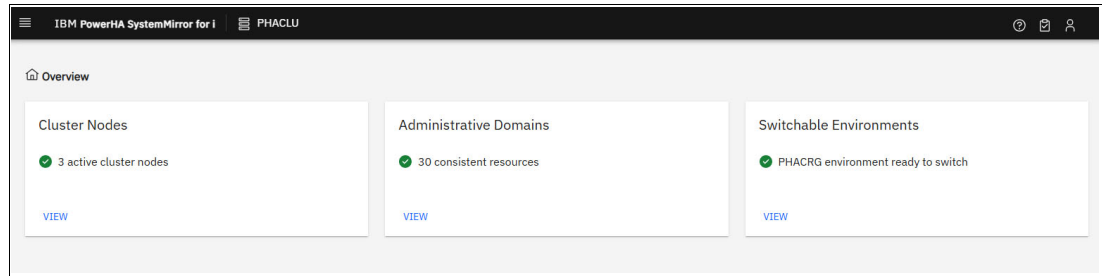 IBM PowerHA SystemMirror for i PHACLU
Overview
Cluster Nodes
3 active cluster nodes
VIEW
Administrative Domains
30 consistent resources
VIEW
Switchable Environments
PHACRG environment ready to switch
VIEW